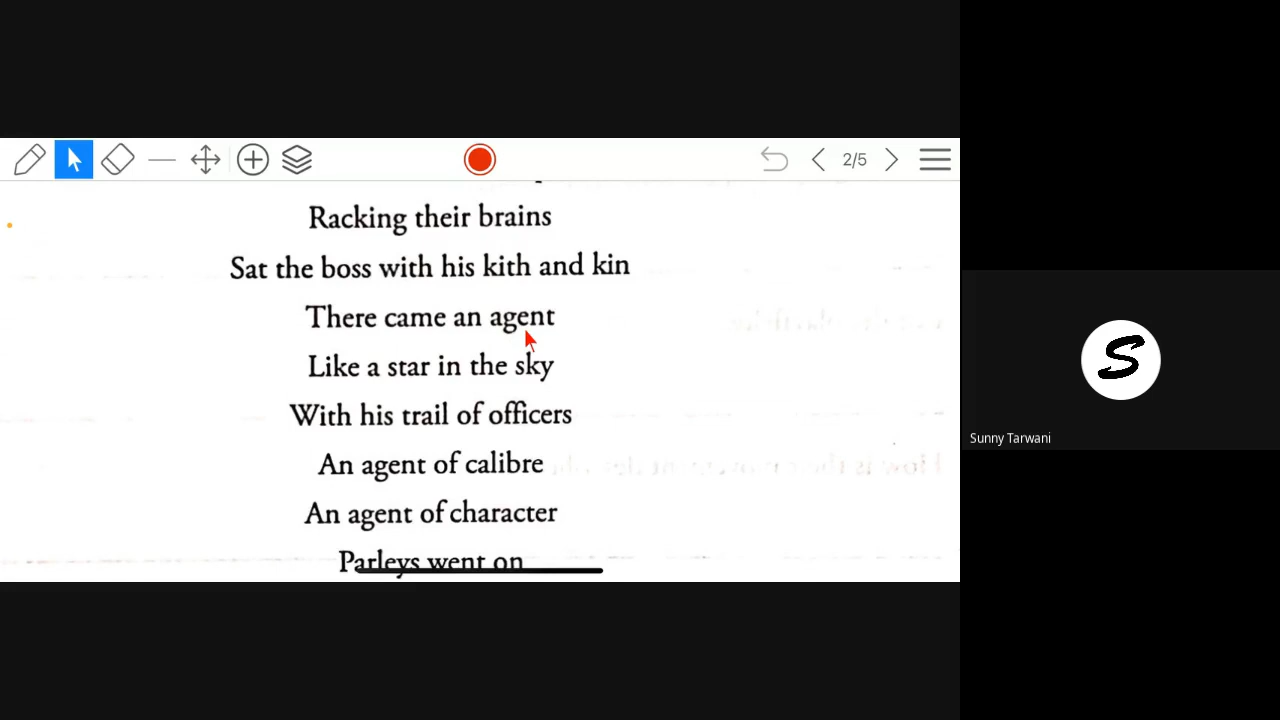 2/5
Racking their brains
Sat the boss with his kith and kin
There came an agent
Like a star in the sky
With his trail of officers
An agent of calibre
An agent of character
Parleys went on
S
Sunny Tarwani